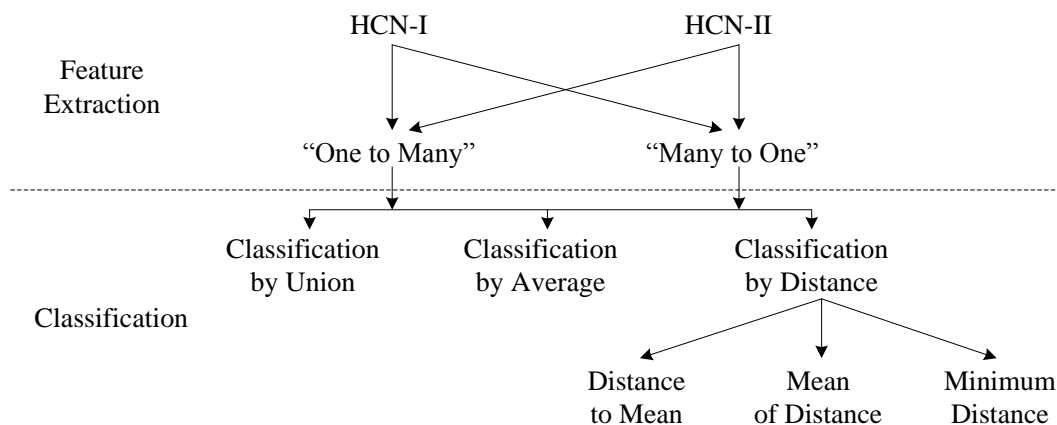 HCN-I
HCN-II
Feature
Extraction
“One to Many”
“Many to One”
Classification
by Union
Classification
by Average
Classification
by Distance
Classification
Distance
to Mean
Mean
of Distance
Minimum
Distance